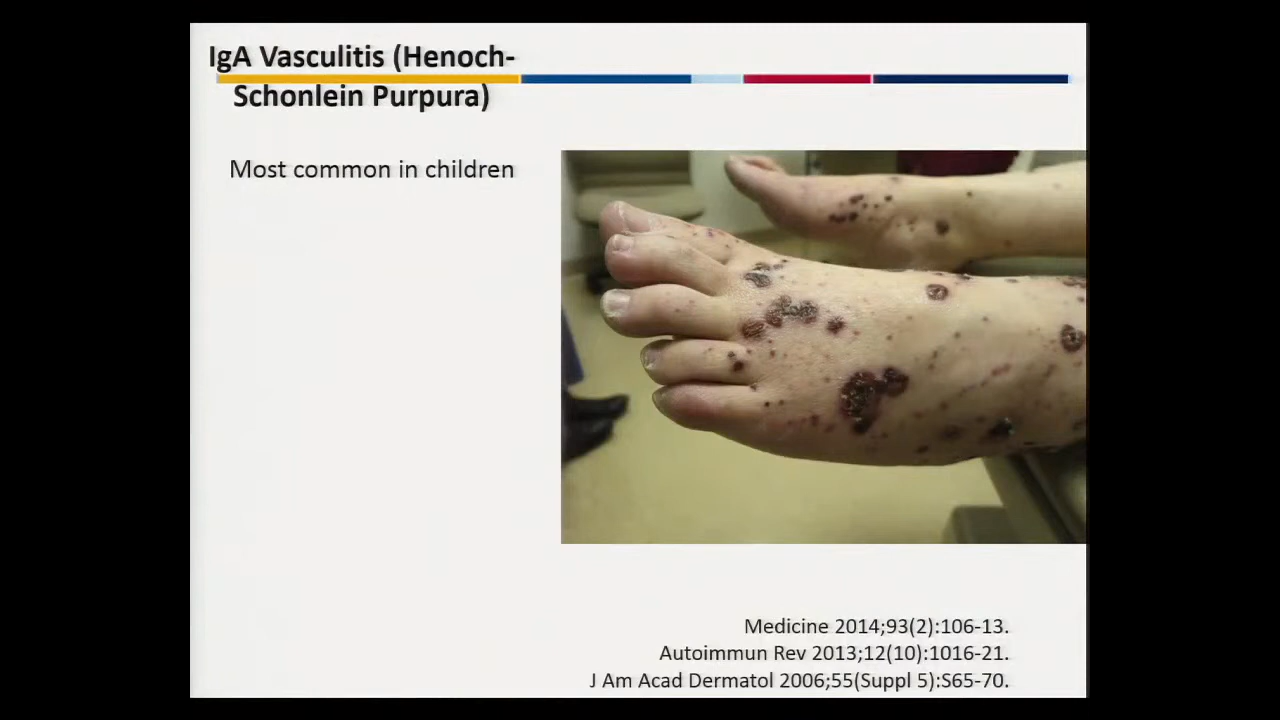 IgA Vasculitis (Henoch-
Schonlein Purpura)
Most common in children
Medicine 2014;93(2):106-13.
Autoimmun Rev 2013;12(10):1016-21.
J Am Acad Dermatol 2006;55(Suppl 5):S65-70.